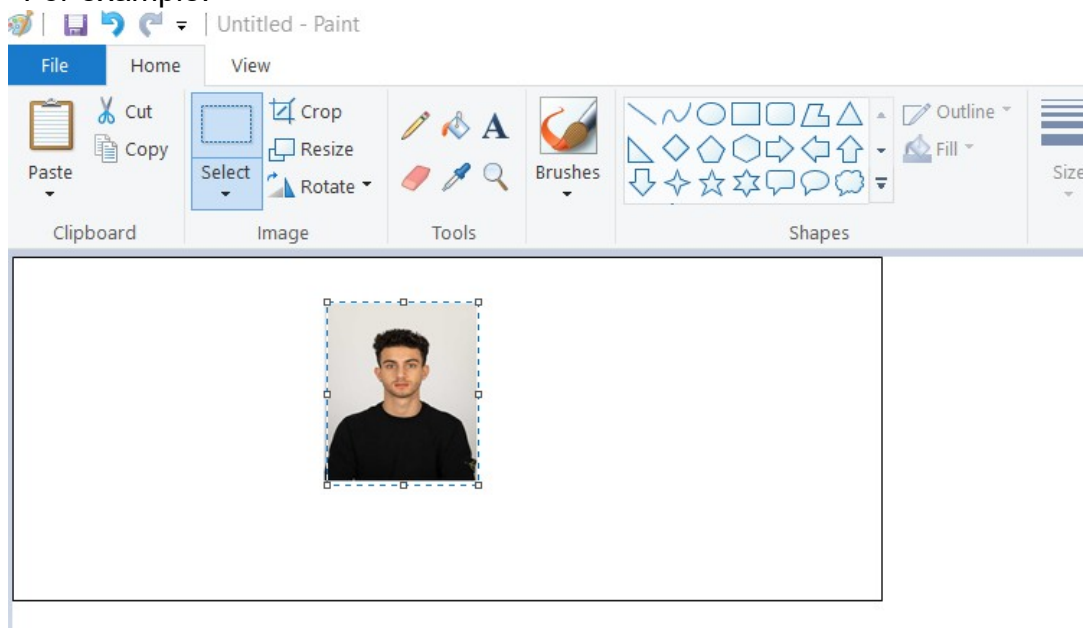 Untitled - Paint
File Home View
Cut
Copy
Paste
Clipboard
Select
Crop
Resize
Rotate
Image
A
Tools
Brushes
Shapes
Outline
Fill
Size